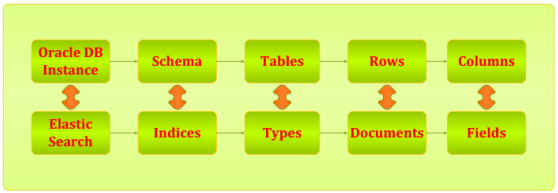 Oracle DB
Instance
Schema
Tables
Rows
Columns
Elastic
Search
Indices
Types
Documents
Fields